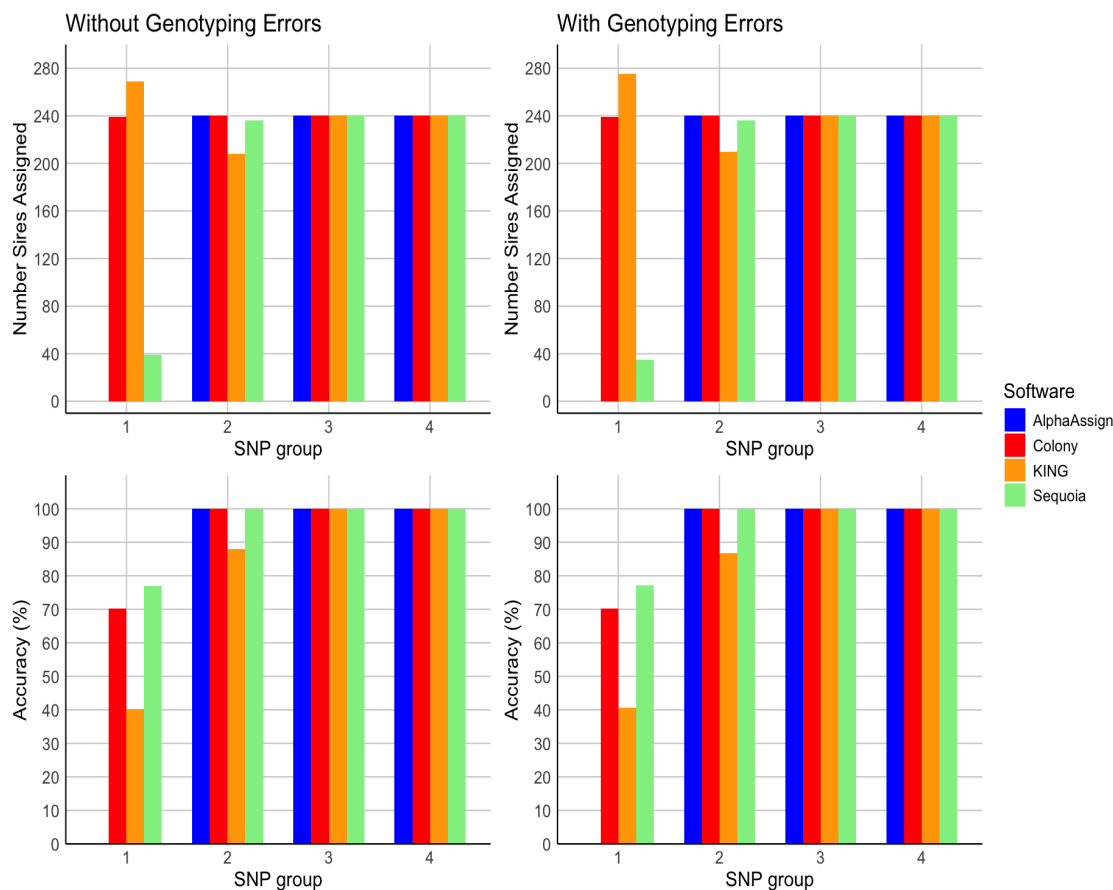 Without Genotyping Errors
With Genotyping Errors
Number Sires Assigned
280
240
200
160
120
80
40
0
1 2 3 4
SNP group
Number Sires Assigned
280
240
200
160
120
80
40
0
1 2 3 4
SNP group
Software
AlphaAssign
Colony
KING
Sequoia
Accuracy (%)
100
90
80
70
60
50
40
30
20
10
0
1 2 3 4
SNP group
Accuracy (%)
100
90
80
70
60
50
40
30
20
10
0
1 2 3 4
SNP group